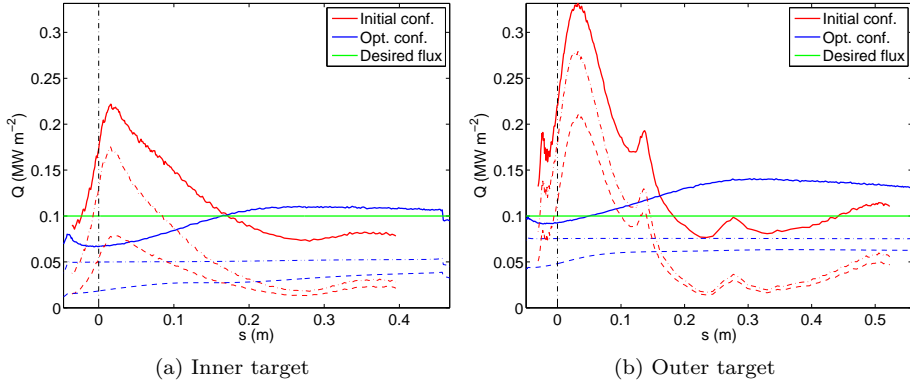 Initial conf.
Opt. conf.
Desired flux
0.3
0.25
0.2
0.15
0.1
0.05
0
Q (MW m−2)
0 0.1 0.2 0.3 0.4
s (m)
(a) Inner target
Initial conf.
Opt. conf.
Desired flux
0.3
0.25
0.2
0.15
0.1
0.05
0
Q (MW m−2)
0 0.1 0.2 0.3 0.4 0.5
s (m)
(b) Outer target